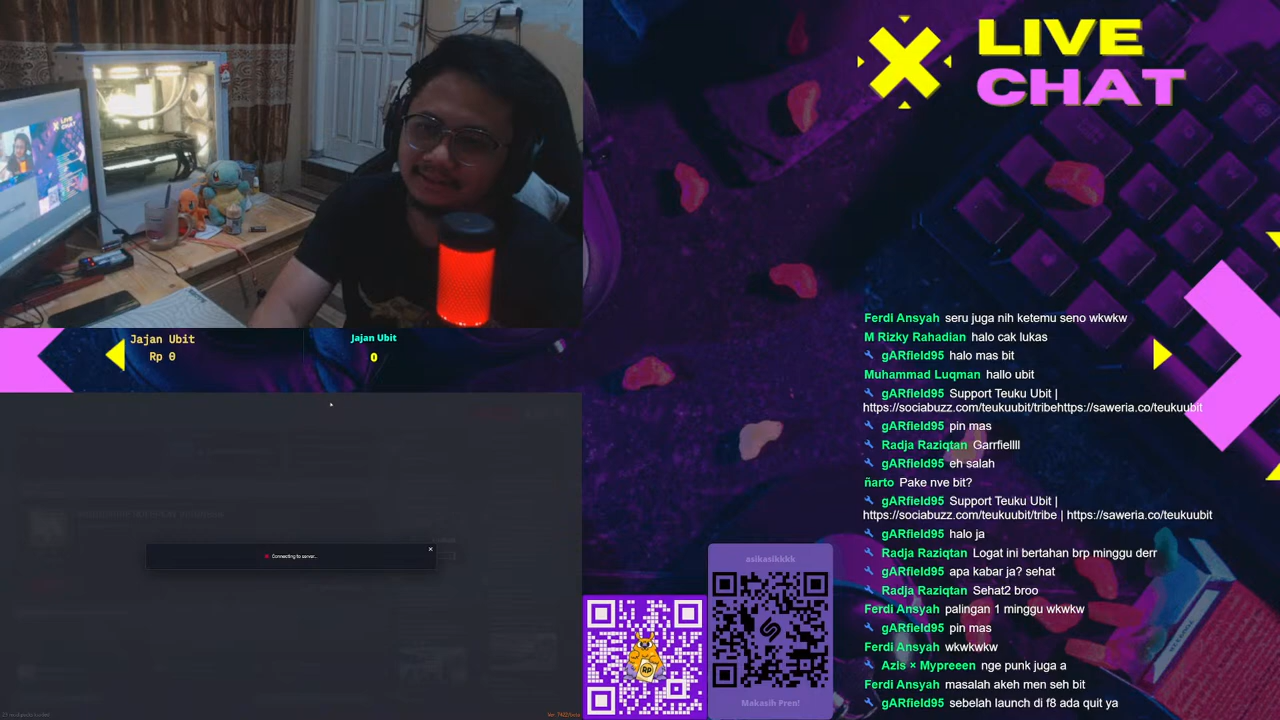 LIVE
CHAT
Jajan Ubit
Rp 0
Jajan Ubit
0
Connecting to server...
Ferdi Ansyah seru juga nih ketemu seno wkwkw
M Rizky Rahadian halo cak lukas
gARfield95 halo mas bit
Muhammad Luqman hallo ubit
gARfield95 Support Teuku Ubit |
https://sociabuzz.com/teukuubit/tribehttps://saweria.co/teukuubit
gARfield95 pin mas
Radja Raziqtan Garrfiellll
gARfield95 eh salah
ñarto Pake nve bit?
gARfield95 Support Teuku Ubit |
https://sociabuzz.com/teukuubit/tribe | https://saweria.co/teukuubit
gARfield95 halo ja
Radja Raziqtan Logat ini bertahan brp minggu derr
gARfield95 apa kabar ja? sehat
Radja Raziqtan Sehat2 broo
Ferdi Ansyah palingan 1 minggu wkwkw
gARfield95 pin mas
Ferdi Ansyah wkwkwkw
Azis × Mypreeen nge punk juga a
Ferdi Ansyah masalah akeh men seh bit
gARfield95 sebelah launch di f8 ada quit ya
asikasikkkk
RP
Makasih Pren!